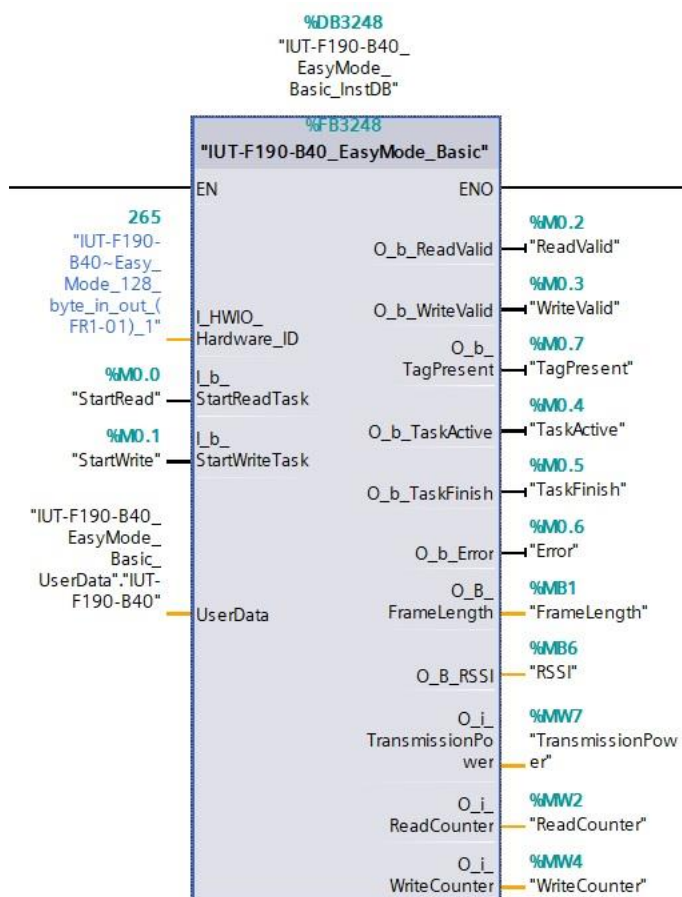 %DB3248
"IUT-F190-B40_
EasyMode_
Basic_InstDB"
%FB3248
"IUT-F190-B40_EasyMode_Basic"
EN
ENO
265
"IUT-F190-
B40~Easy_
Mode_128_
byte_in_out_(
FR1-01)_1"
I_HWIO_
Hardware_ID
%M0.0
"StartRead"
I_b_
StartReadTask
%M0.1
"StartWrite"
I_b_
StartWriteTask
"IUT-F190-B40_
EasyMode_
Basic_
UserData"."IUT-
F190-B40"
UserData
O_b_ReadValid
%M0.2
"ReadValid"
O_b_WriteValid
%M0.3
"WriteValid"
O_b_
TagPresent
%M0.7
"TagPresent"
O_b_TaskActive
%M0.4
"TaskActive"
O_b_TaskFinish
%M0.5
"TaskFinish"
O_b_Error
%M0.6
"Error"
O_B_
FrameLength
%MB1
"FrameLength"
O_B_RSSI
%MB6
"RSSI"
O_i_
TransmissionPo
wer
%MW7
"TransmissionPow
er"
O_i_
ReadCounter
%MW2
"ReadCounter"
O_i_
WriteCounter
%MW4
"WriteCounter"